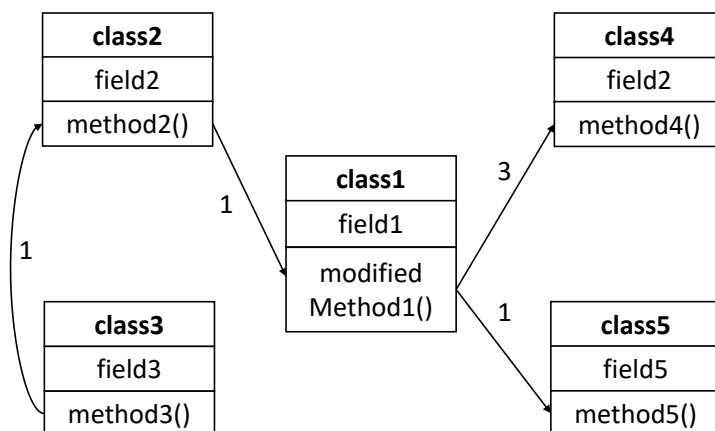 class2
field2
method2()
class4
field2
method4()
class1
field1
modified
Method1()
1
3
1
1
class3
field3
method3()
class5
field5
method5()